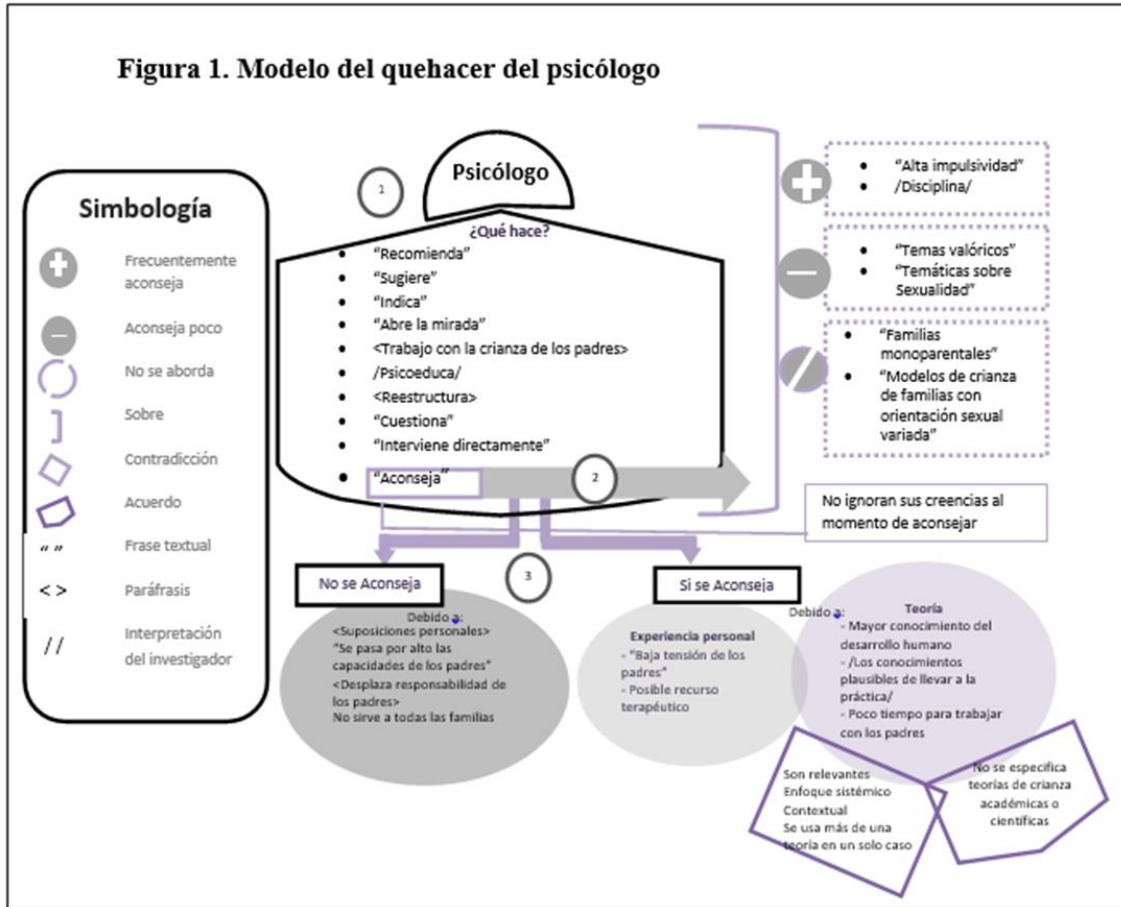 Figura 1. Modelo del quehacer del psicólogo
Simbología
Frecuentemente
aconseja
Aconseja poco
No se aborda
Sobre
Contradicción
Acuerdo
“ ” Frase textual
< > Paráfrasis
/ / Interpretación
del investigador
1
Psicólogo
¿Qué hace?
• “Recomienda”
• “Sugiere”
• “Indica”
• “Abre la mirada”
• <Trabajo con la crianza de los padres>
• /Psicoeduca/
• <Reestructura>
• “Cuestiona”
• “Interviene directamente”
• “Aconseja”
2
• “Alta impulsividad”
• /Disciplina/
• “Temas valóricos”
• “Temáticas sobre
Sexualidad”
• “Familias
monoparentales”
• “Modelos de crianza
de familias con
orientación sexual
variada”
No ignoran sus creencias al
momento de aconsejar
3
No se Aconseja
Debido a:
<Suposiciones personales>
“Se pasa por alto las
capacidades de los padres”
<Desplaza responsabilidad de
los padres>
No sirve a todas las familias
Si se Aconseja
Debido a:
Experiencia personal
- “Baja tensión de los
padres”
- Posible recurso
terapéutico
Teoría
- Mayor conocimiento del
desarrollo humano
- /Los conocimientos
plausibles de llevar a la
práctica/
- Poco tiempo para trabajar
con los padres
Son relevantes
Enfoque sistémico
Contextual
Se usa más de una
teoría en un solo caso
No se especifica
teorías de crianza
académicas o
científicas